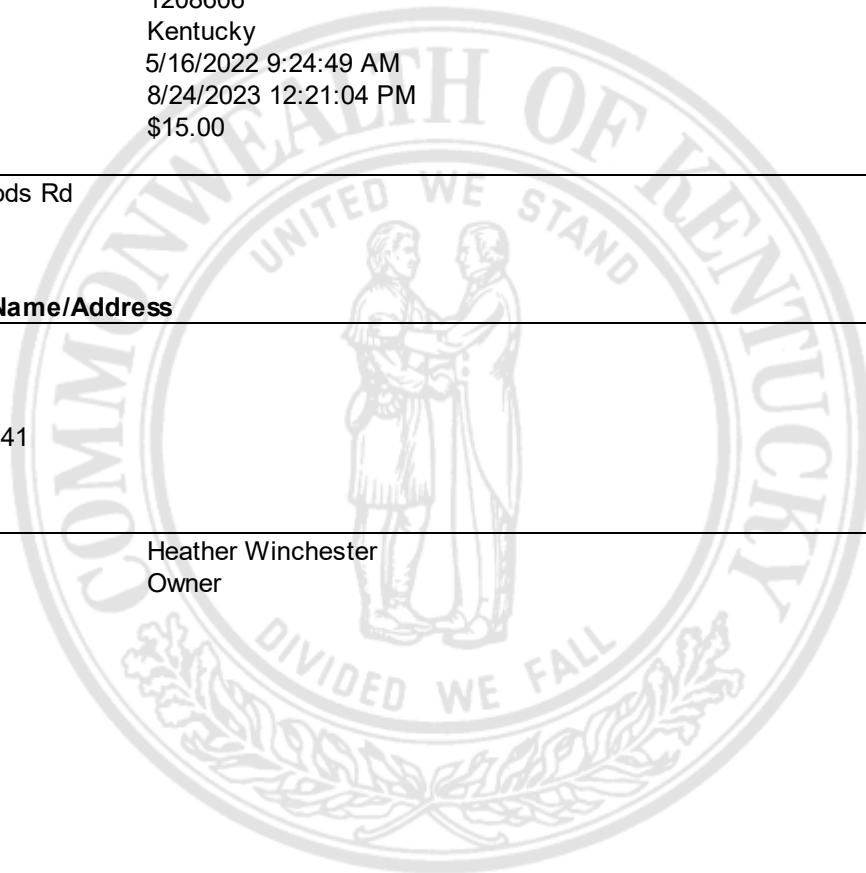 1208606
Kentucky
5/16/2022 9:24:49 AM
8/24/2023 12:21:04 PM
$15.00
ods Rd
Name/Address
41
Heather Winchester
Owner
COMMONWEALTH OF KENTUCKY
UNITED WE STAND
DIVIDED WE FALL